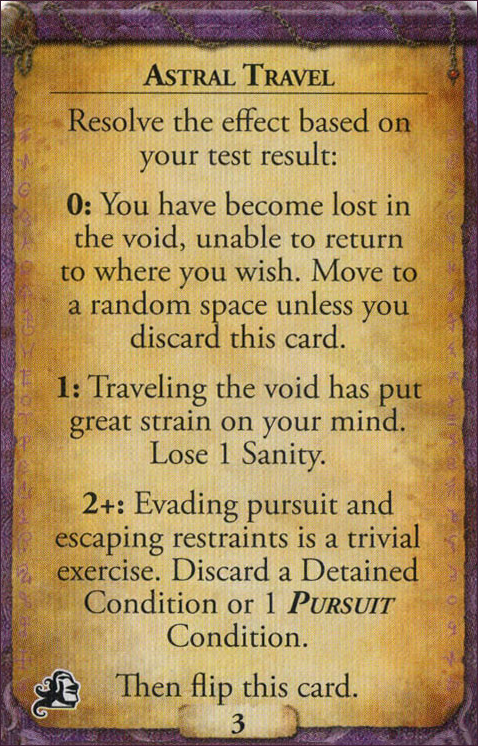 ASTRAL TRAVEL
Resolve the effect based on
your test result:
0: You have become lost in
the void, unable to return
to where you wish. Move to
a random space unless you
discard this card.
1: Traveling the void has put
great strain on your mind.
Lose 1 Sanity.
2+: Evading pursuit and
escaping restraints is a trivial
exercise. Discard a Detained
Condition or 1 PURSUIT
Condition.
Then flip this card.
3